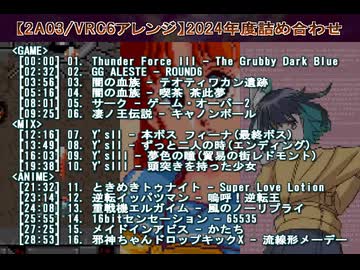 【2A03/VRC6アレンジ】2024年度詰め合わせ
<GAME>
[00:00] 01. Thunder Force III - The Grubby Dark Blue
[02:32] 02. GG ALESTE - ROUND6
[03:56] 03. 闇の血族 - テオティワカン遺跡
[05:16] 04. 闇の血族 - 喫茶 茶此夢
[08:01] 05. サーク - ゲーム・オーバー2
[09:26] 06. 凄ノ王伝説 - キャノンボール
<MIX>
[12:16] 07. Y'sII - 本ボス フィーナ(最終ボス)
[13:49] 08. Y'sII - ずっと二人の時(エンディング)
[16:03] 09. Y'sII - 夢色の瞳(貿易の街レドモント)
[19:38] 10. Y'sII - 頭突きを持った少女
<ANIME>
[21:32] 11. ときめきトゥナイト - Super Love Lotion
[23:14] 12. 逆転イッパツマン - 嗚呼!逆転王
[24:08] 13. 重戦機エルガイム - 風のノー・リプライ
[25:55] 14. 16bitセンセーション - 65535
[27:25] 15. メイドインアビス - かたち
[28:53] 16. 邪神ちゃんドロップキックX - 流線形メーデー